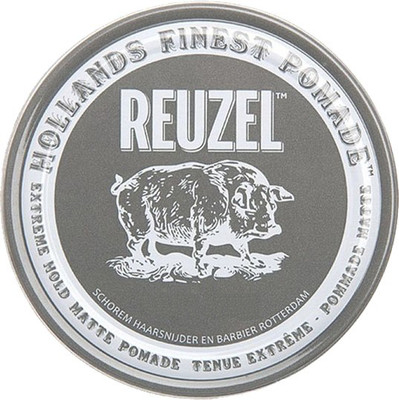 HOLLANDS FINEST POMADE™
REUZEL™
SCHOREM HAARSNIJDER EN BARBIER ROTTERDAM
EXTREME HOLD MATTE POMADE TENUE EXTRÊME - POMMADE MATTE